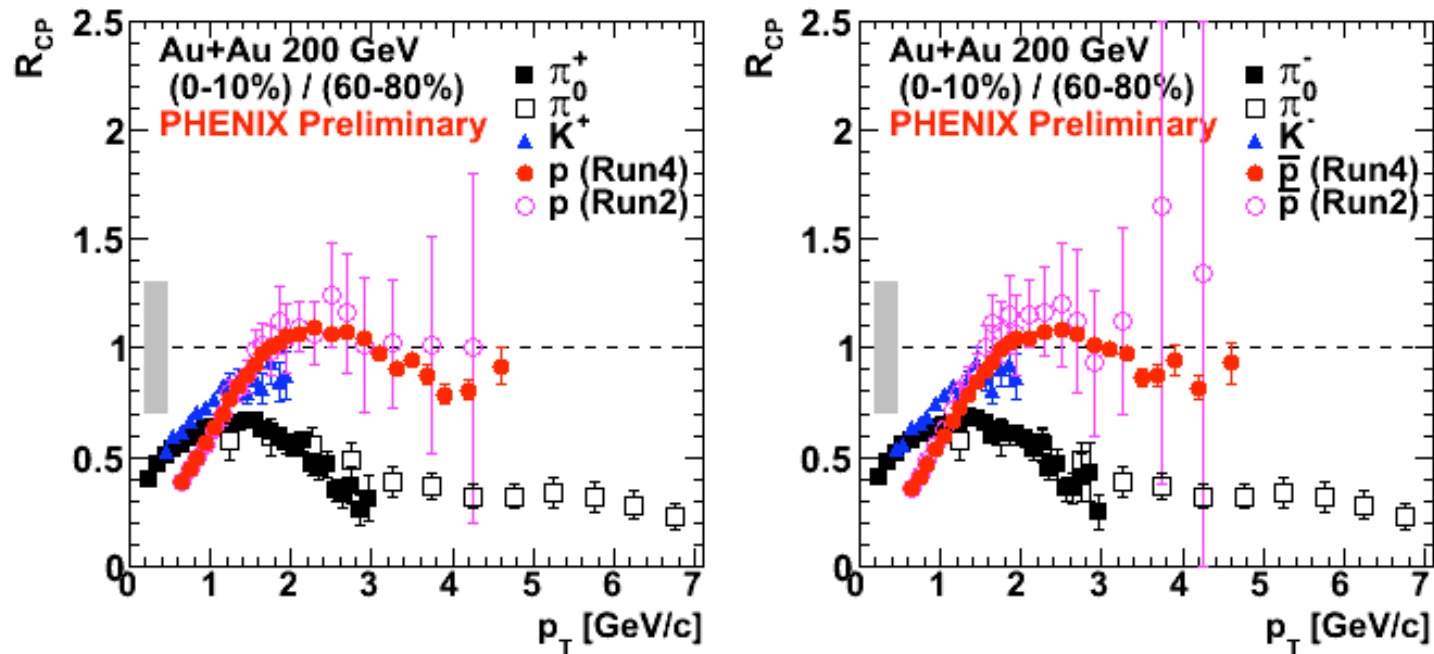 R_CP
2.5
2
1.5
1
0.5
0
Au+Au 200 GeV
(0-10%) / (60-80%)
PHENIX Preliminary
π⁺
π⁰
K⁺
p (Run4)
p (Run2)
0 1 2 3 4 5 6 7
p_T [GeV/c]
R_CP
2.5
2
1.5
1
0.5
0
Au+Au 200 GeV
(0-10%) / (60-80%)
PHENIX Preliminary
π⁻
π⁰
K⁻
p̄ (Run4)
p̄ (Run2)
0 1 2 3 4 5 6 7
p_T [GeV/c]